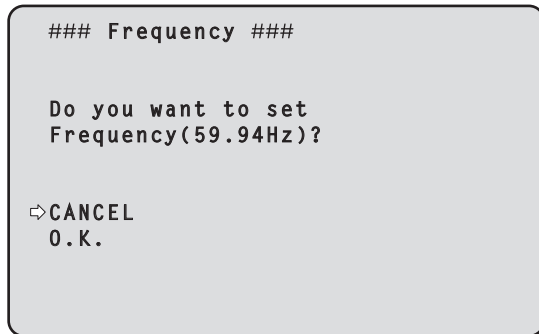 ### Frequency ###
Do you want to set
Frequency(59.94Hz)?
⇨CANCEL
O.K.